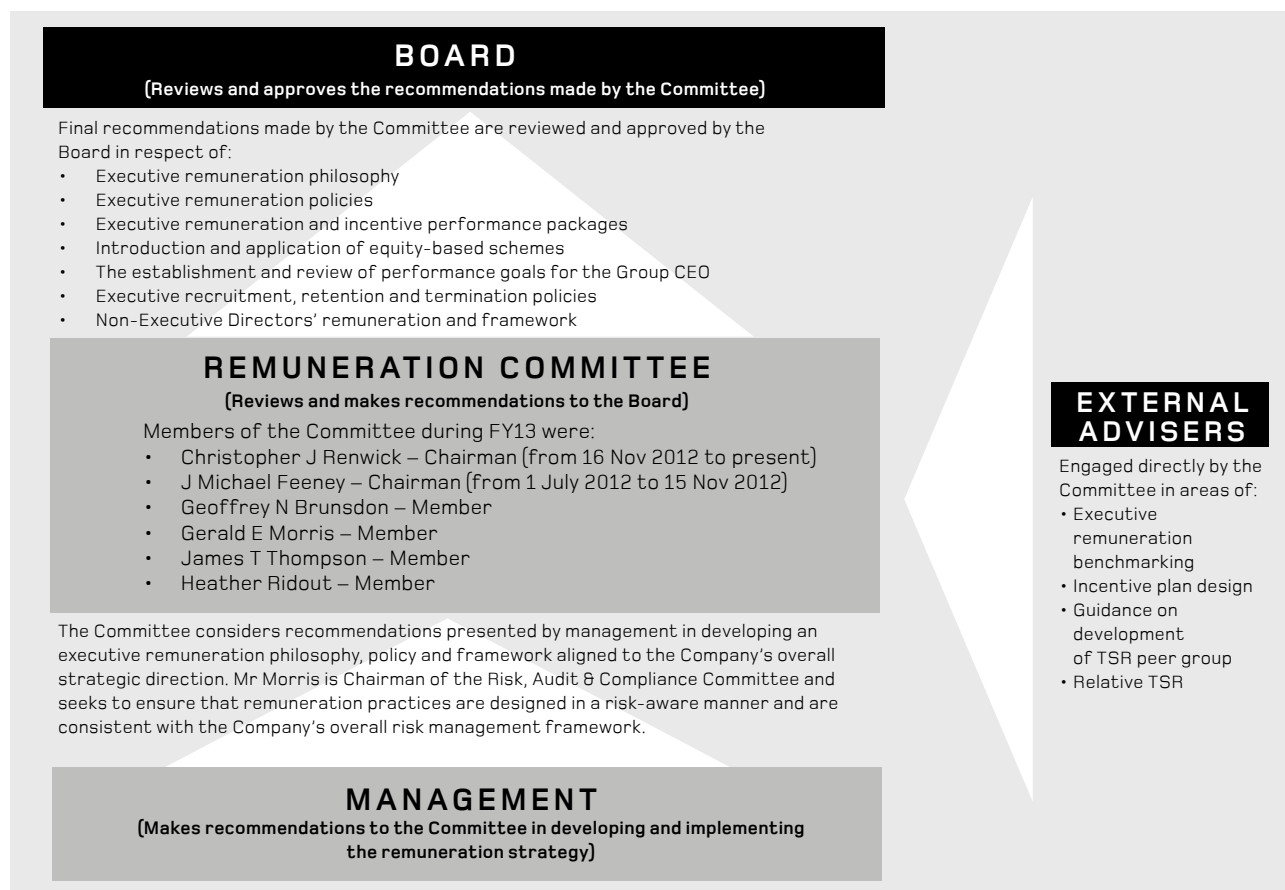 BOARD
(Reviews and approves the recommendations made by the Committee)
Final recommendations made by the Committee are reviewed and approved by the
Board in respect of:
• Executive remuneration philosophy
• Executive remuneration policies
• Executive remuneration and incentive performance packages
• Introduction and application of equity-based schemes
• The establishment and review of performance goals for the Group CEO
• Executive recruitment, retention and termination policies
• Non-Executive Directors' remuneration and framework
REMUNERATION COMMITTEE
(Reviews and makes recommendations to the Board)
Members of the Committee during FY13 were:
• Christopher J Renwick – Chairman (from 16 Nov 2012 to present)
• J Michael Feeney – Chairman (from 1 July 2012 to 15 Nov 2012)
• Geoffrey N Brunsdon – Member
• Gerald E Morris – Member
• James T Thompson – Member
• Heather Ridout – Member
The Committee considers recommendations presented by management in developing an
executive remuneration philosophy, policy and framework aligned to the Company's overall
strategic direction. Mr Morris is Chairman of the Risk, Audit & Compliance Committee and
seeks to ensure that remuneration practices are designed in a risk-aware manner and are
consistent with the Company's overall risk management framework.
MANAGEMENT
(Makes recommendations to the Committee in developing and implementing
the remuneration strategy)
EXTERNAL
ADVISERS
Engaged directly by the
Committee in areas of:
• Executive
remuneration
benchmarking
• Incentive plan design
• Guidance on
development
of TSR peer group
• Relative TSR